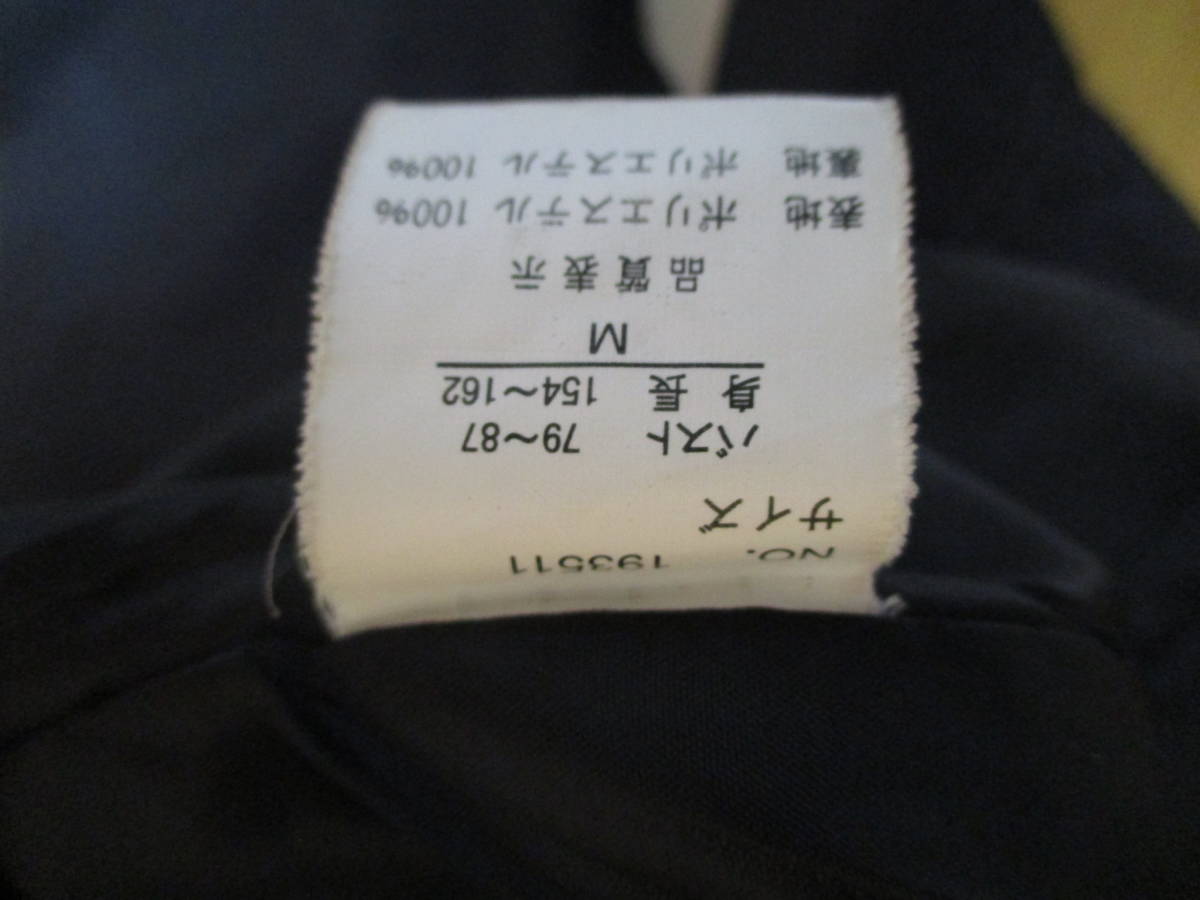 NO. 193511
サイズ
バスト 79〜87
身長 154〜162
M
品質表示
表地 ポリエステル 100%
裏地 ポリエステル 100%